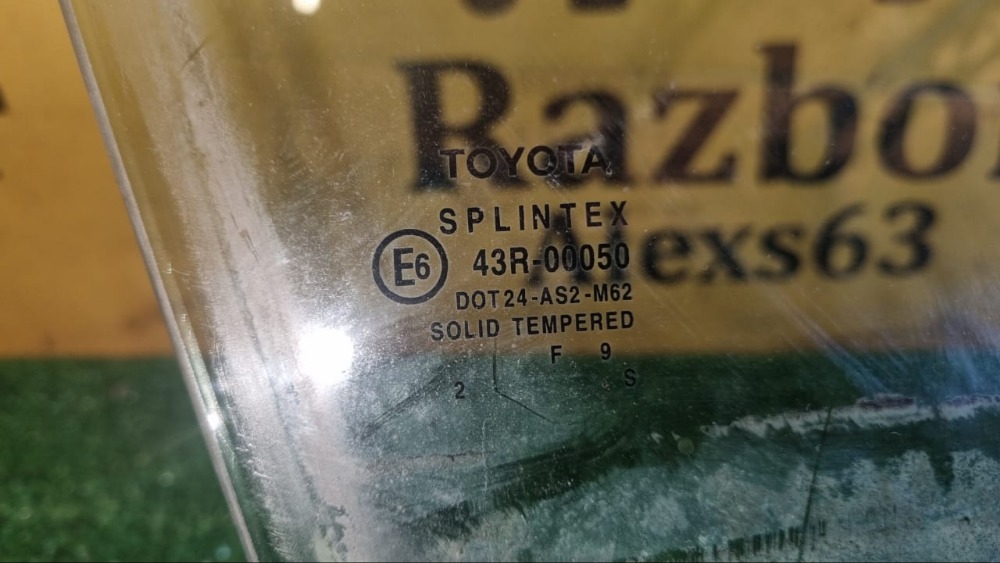 Razbo
Alexs63
TOYOTA
SPLINTEX
E6 43R-00050
DOT24-AS2-M62
SOLID TEMPERED
F 9
2 S